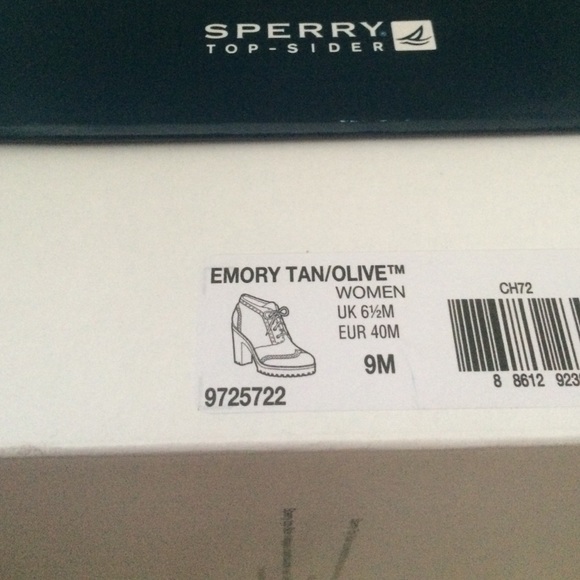 SPERRY
TOP-SIDER
EMORY TAN/OLIVE™
WOMEN
UK 6½M
EUR 40M
9M
9725722
CH72
8 8612 923